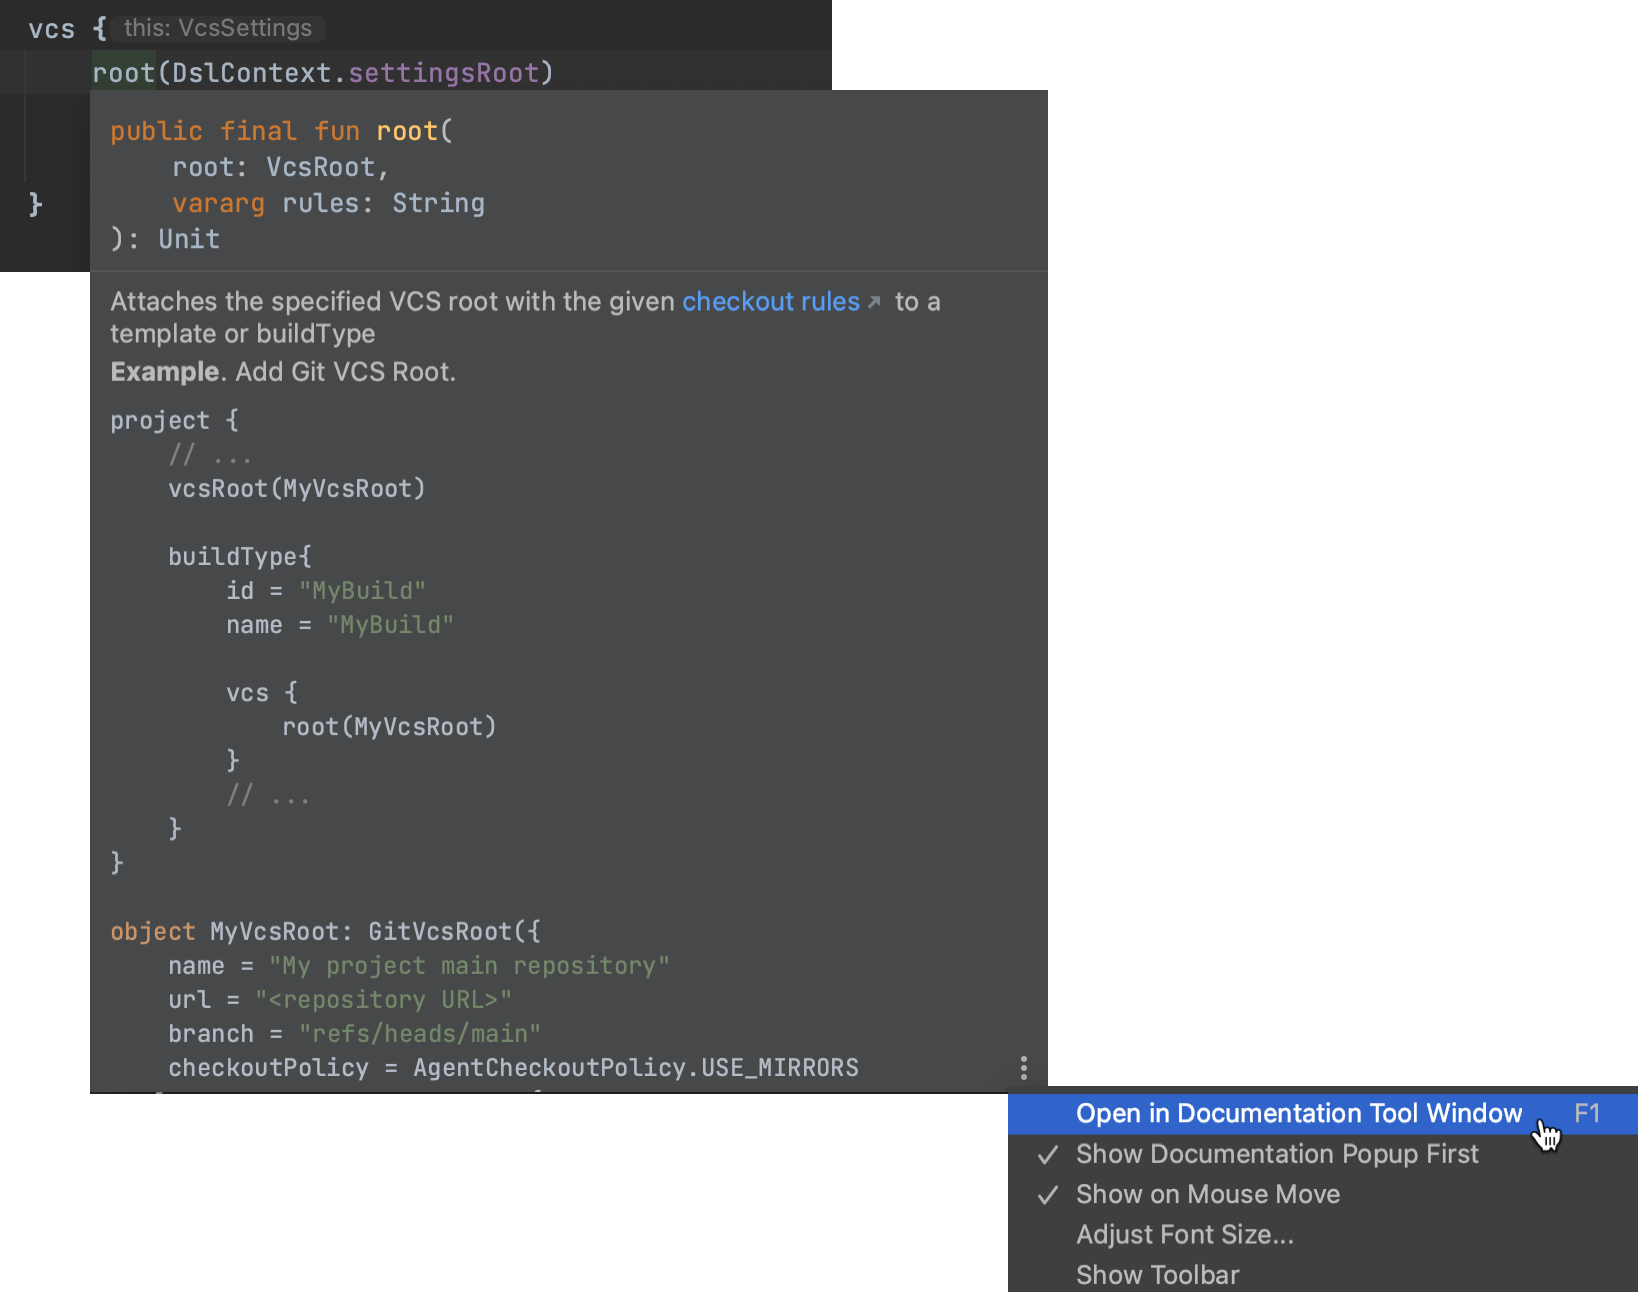 vcs { this: VcsSettings
root(DslContext.settingsRoot)
}
public final fun root(
root: VcsRoot,
vararg rules: String
): Unit
Attaches the specified VCS root with the given checkout rules to a
template or buildType
Example. Add Git VCS Root.
project {
// ...
vcsRoot(MyVcsRoot)
buildType{
id = "MyBuild"
name = "MyBuild"
vcs {
root(MyVcsRoot)
}
// ...
}
}
object MyVcsRoot: GitVcsRoot({
name = "My project main repository"
url = "<repository URL>"
branch = "refs/heads/main"
checkoutPolicy = AgentCheckoutPolicy.USE_MIRRORS
Open in Documentation Tool Window F1
✓ Show Documentation Popup First
✓ Show on Mouse Move
Adjust Font Size...
Show Toolbar